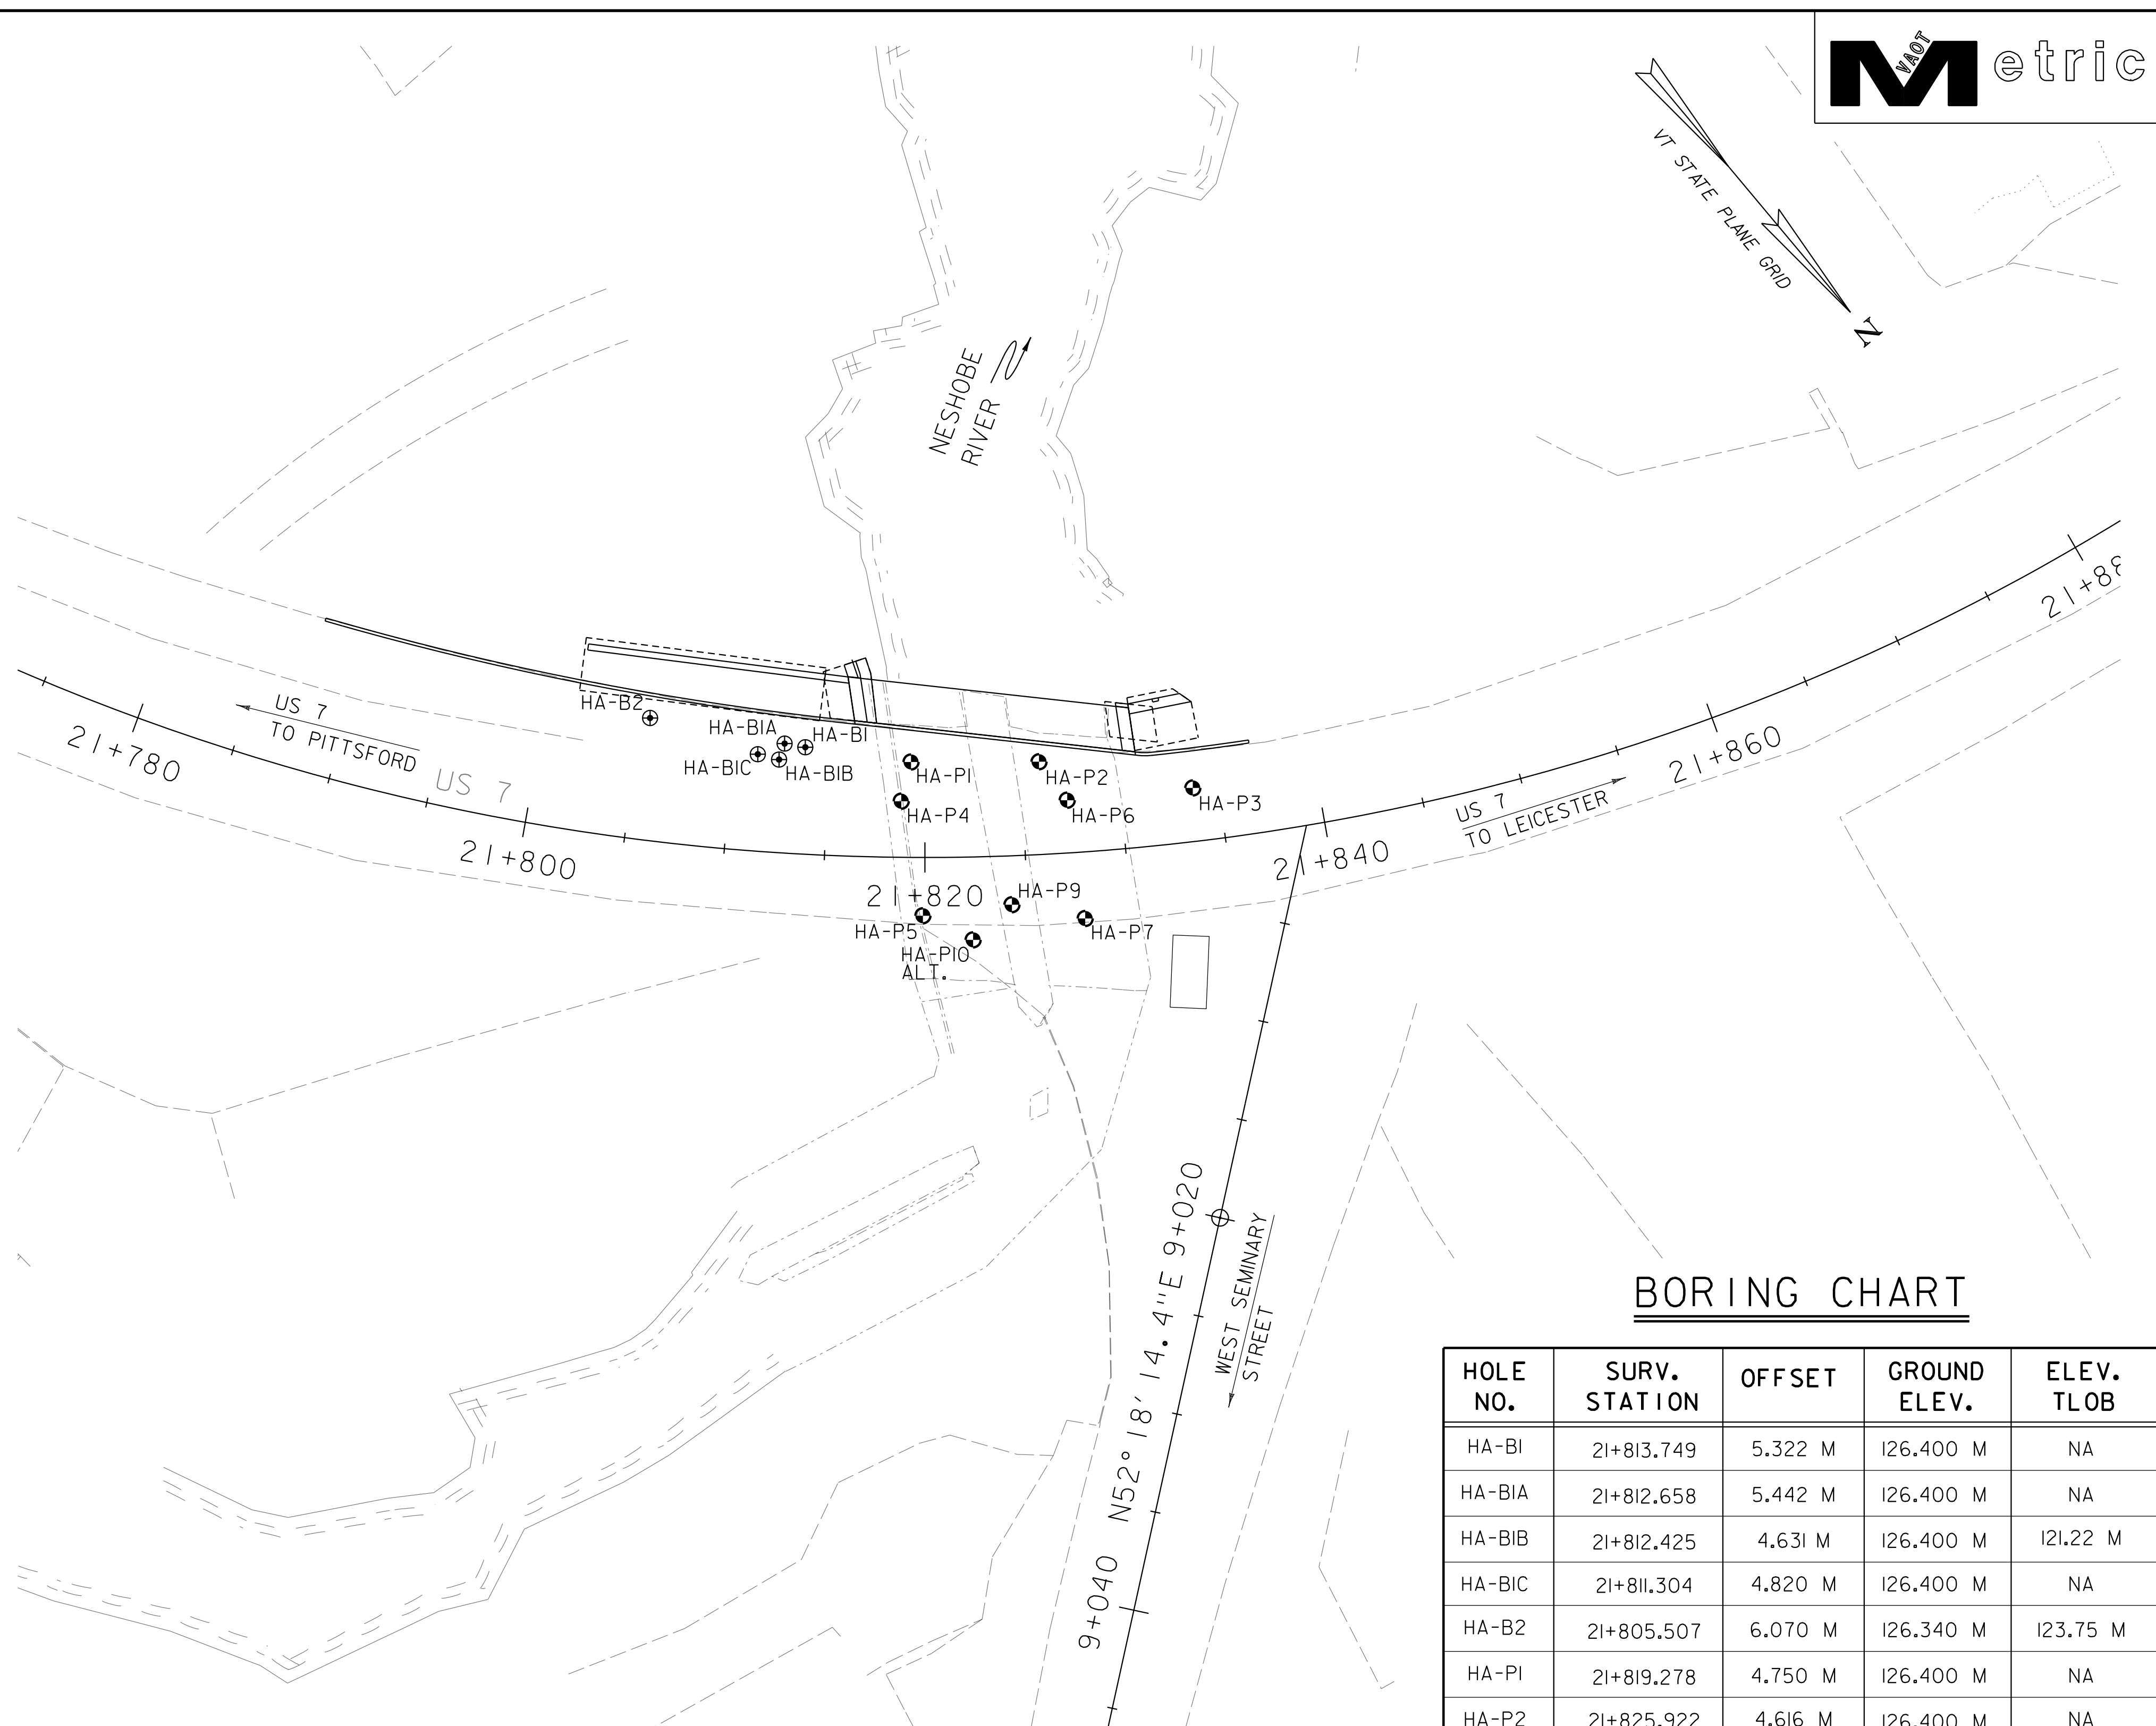 VAOT
Metric
VT STATE PLANE GRID
N
NESHOBE
RIVER
HA-B2
HA-B1A
HA-B1
HA-B1C
HA-B1B
HA-P1
HA-P2
HA-P3
HA-P4
HA-P6
US 7
TO PITTSFORD
US 7
21+780
21+800
21+820
21+840
21+860
21+88
US 7
TO LEICESTER
HA-P9
HA-P5
HA-P7
HA-P10
ALT.
9+040 N52° 18' 14.4"E 9+020
WEST SEMINARY
STREET
BORING CHART
HOLE NO. SURV. STATION OFFSET GROUND ELEV. ELEV. TLOB
HA-B1 21+813.749 5.322 M 126.400 M NA
HA-B1A 21+812.658 5.442 M 126.400 M NA
HA-B1B 21+812.425 4.631 M 126.400 M 121.22 M
HA-B1C 21+811.304 4.820 M 126.400 M NA
HA-B2 21+805.507 6.070 M 126.340 M 123.75 M
HA-P1 21+819.278 4.750 M 126.400 M NA
HA-P2 21+825.922 4.616 M 126.400 M NA